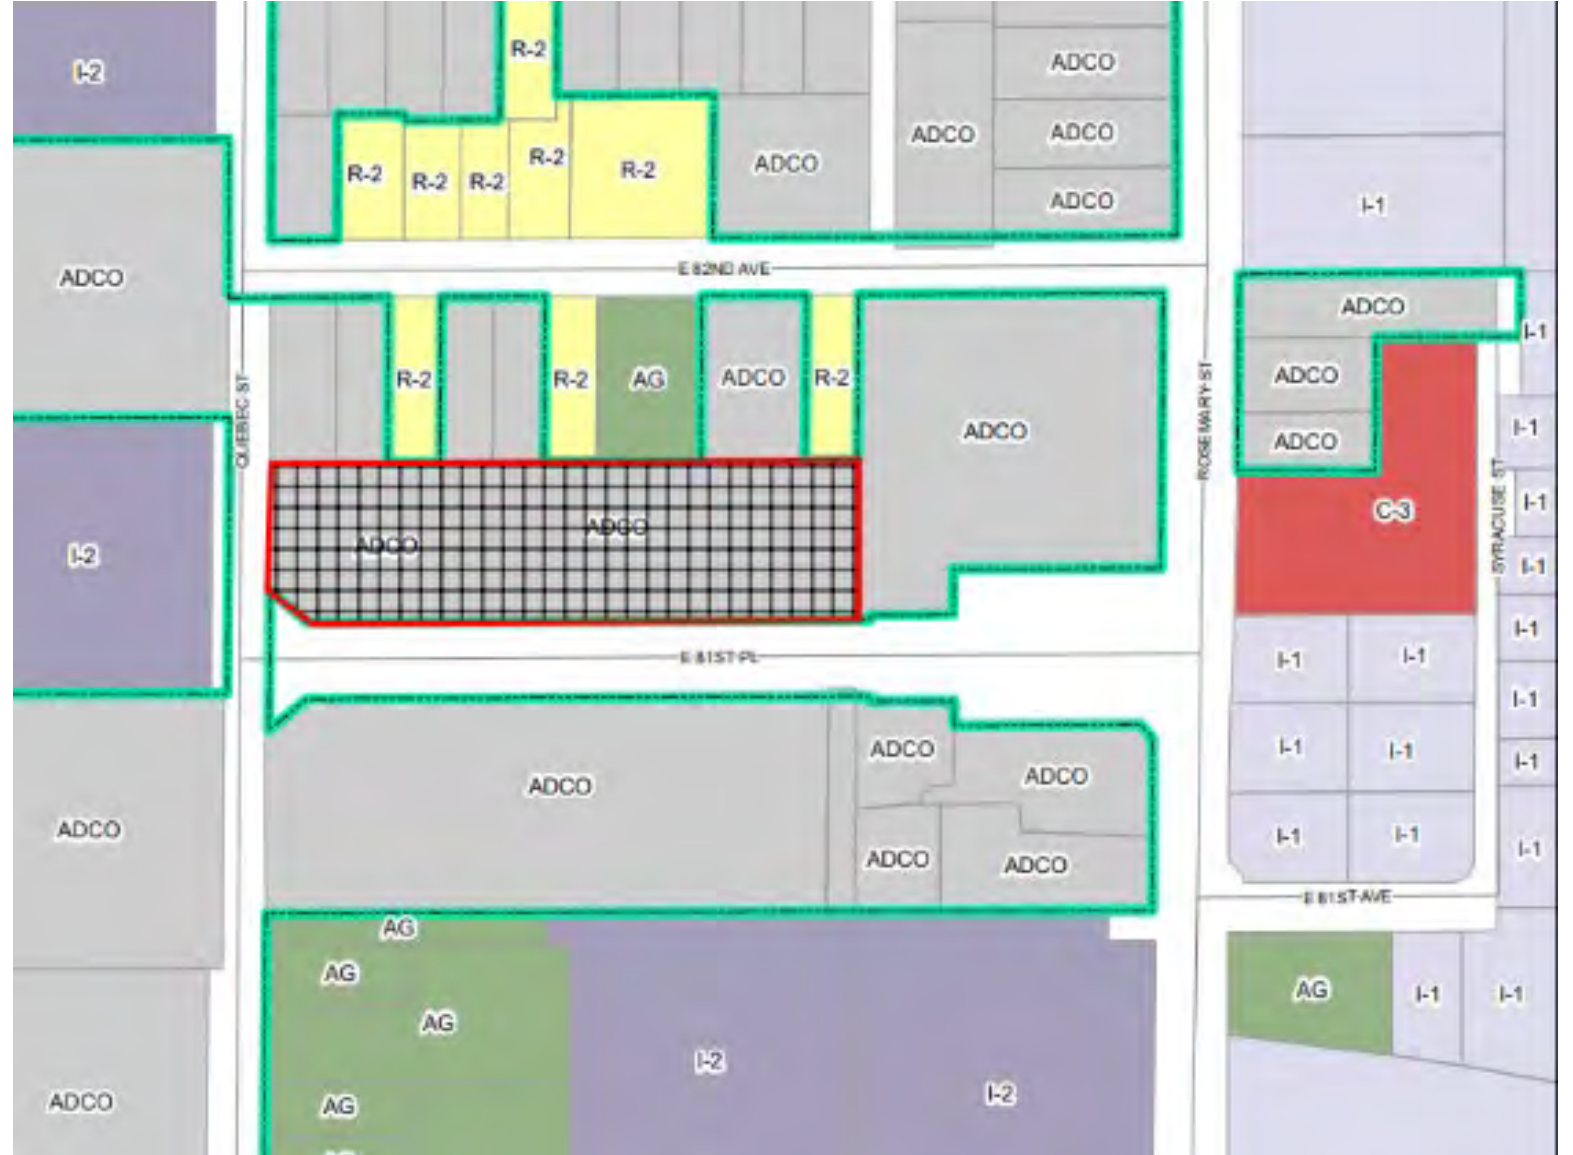 R-2
ADCO
I-2
ADCO
ADCO
R-2
ADCO
ADCO
R-2
R-2
R-2
R-2
ADCO
I-1
E 82ND AVE
ADCO
ADCO
I-1
R-2
R-2
AG
ADCO
R-2
ADCO
ADCO
QUEBEC ST
ROSEMARY ST
ADCO
I-1
C-3
I-1
SYRACUSE ST
ADCO
ADCO
I-2
I-1
I-1
E 81ST PL
I-1
I-1
I-1
ADCO
ADCO
ADCO
I-1
I-1
I-1
ADCO
ADCO
ADCO
I-1
I-1
I-1
E 81ST AVE
AG
AG
AG
AG
I-1
I-1
I-2
I-2
ADCO
AG